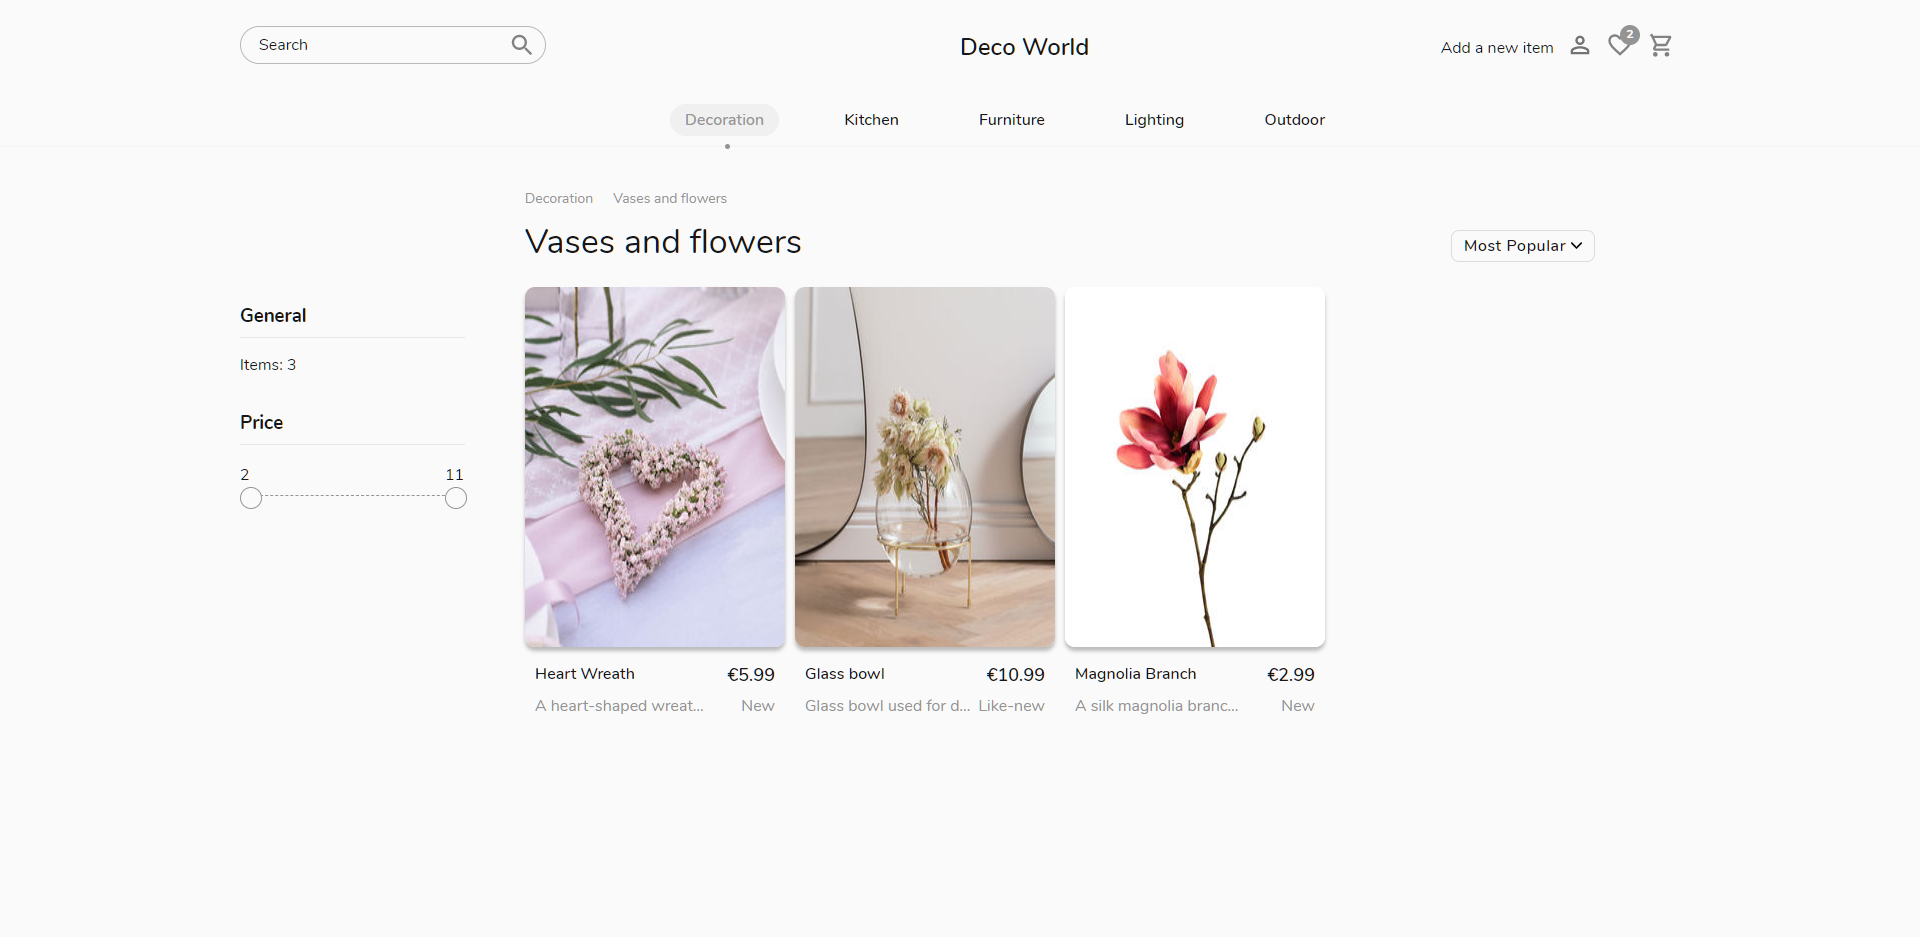 Search
Deco World
Add a new item
2
Decoration
Kitchen
Furniture
Lighting
Outdoor
Decoration
Vases and flowers
Vases and flowers
Most Popular
General
Items: 3
Price
2
11
Heart Wreath
€5.99
A heart-shaped wreat...
New
Glass bowl
€10.99
Glass bowl used for d...
Like-new
Magnolia Branch
€2.99
A silk magnolia branc...
New